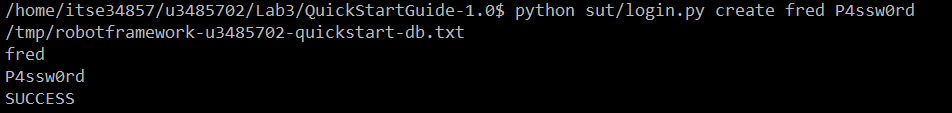 /home/itse34857/u3485702/Lab3/QuickStartGuide-1.0$ python sut/login.py create fred P4ssw0rd
/tmp/robotframework-u3485702-quickstart-db.txt
fred
P4ssw0rd
SUCCESS